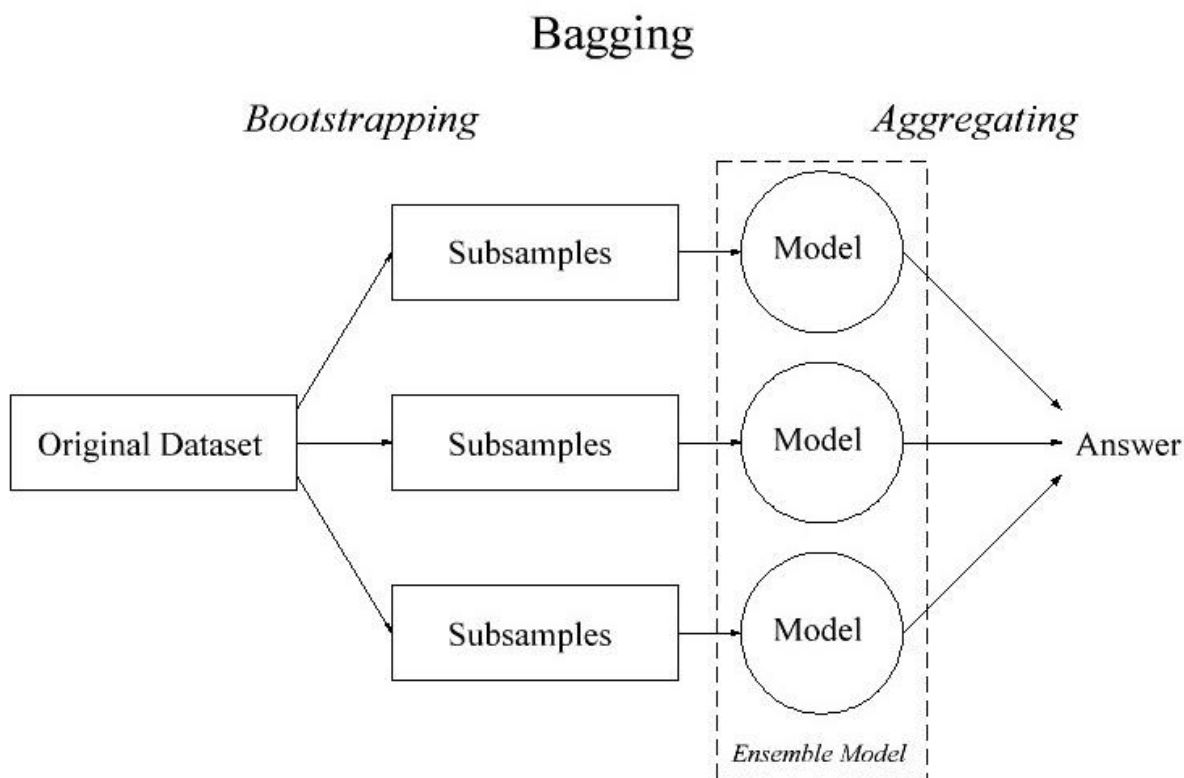 Bagging
Bootstrapping
Aggregating
Subsamples
Model
Original Dataset
Subsamples
Model
Answer
Subsamples
Model
Ensemble Model